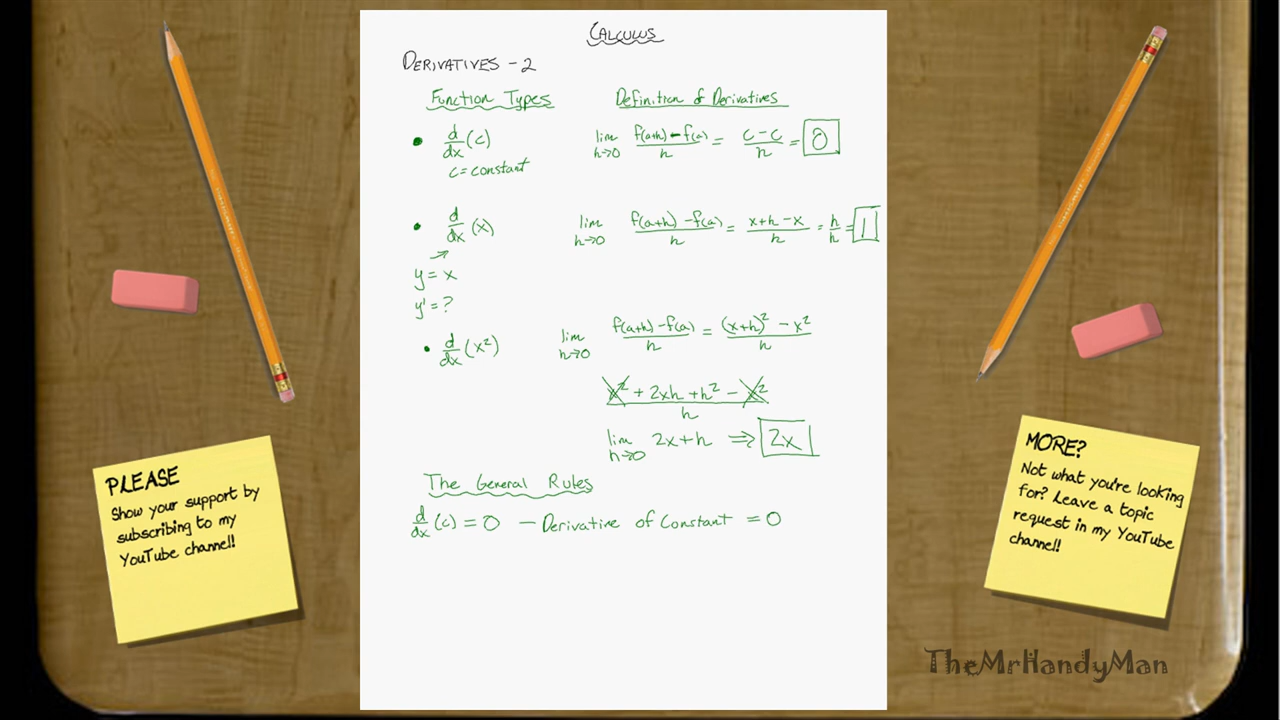 CALCULUS
DERIVATIVES - 2
Function Types
Definition of Derivatives
• d/dx (c)
c = constant
lim h→0 f(a+h) - f(a)/h = c - c/h = 0
• d/dx (x)
lim h→0 f(a+h) - f(a)/h = x+h - x/h = h/h = 1
y = x
y' = ?
• d/dx (x²)
lim h→0 f(a+h) - f(a)/h = (x+h)² - x²/h
x² + 2xh + h² - x²/h
lim h→0 2x+h ⇒ 2x
The General Rules
d/dx (c) = 0 — Derivative of Constant = 0
PLEASE
Show your support by
subscribing to my
YouTube channel!
MORE?
Not what you're looking
for? Leave a topic
request in my YouTube
channel!
TheMrHandyMan